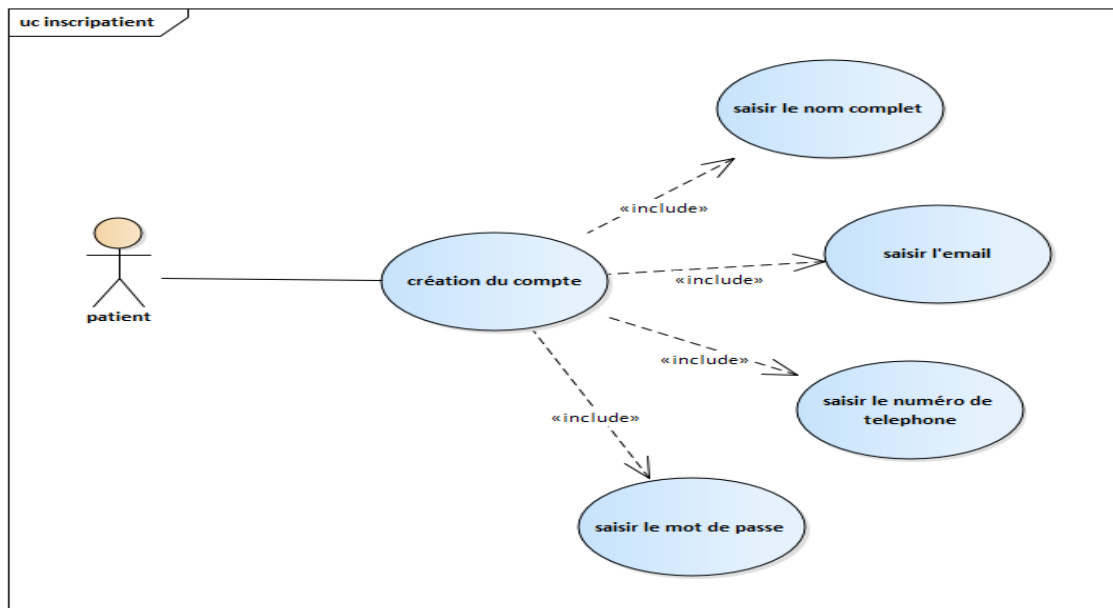 uc inscripatient
saisir le nom complet
«include»
saisir l'email
création du compte
«include»
patient
«include»
saisir le numéro de
telephone
«include»
saisir le mot de passe